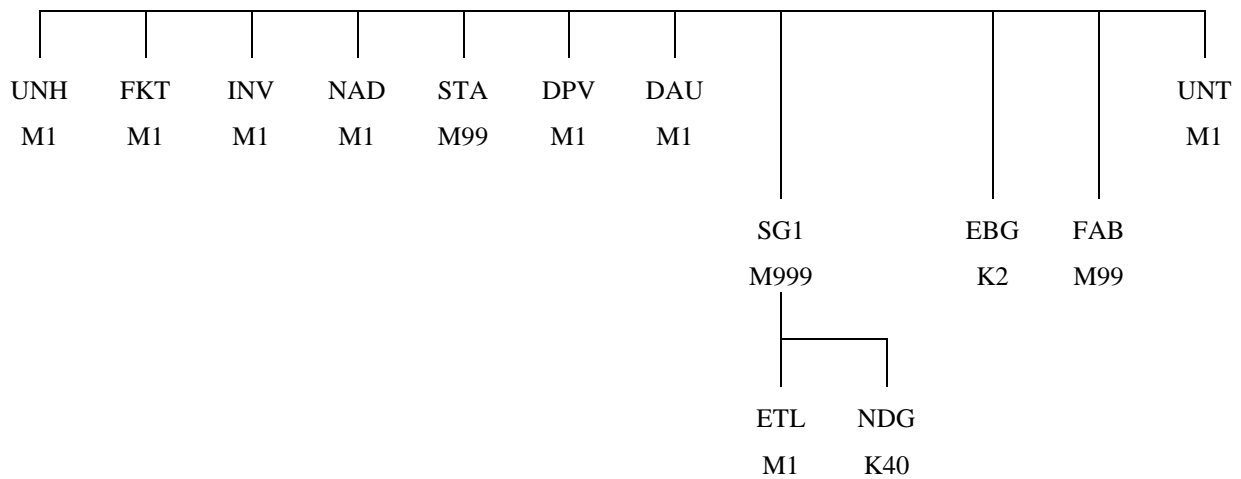 UNH FKT INV NAD STA DPV DAU UNT
M1 M1 M1 M1 M99 M1 M1 M1
SG1 EBG FAB
M999 K2 M99
ETL NDG
M1 K40